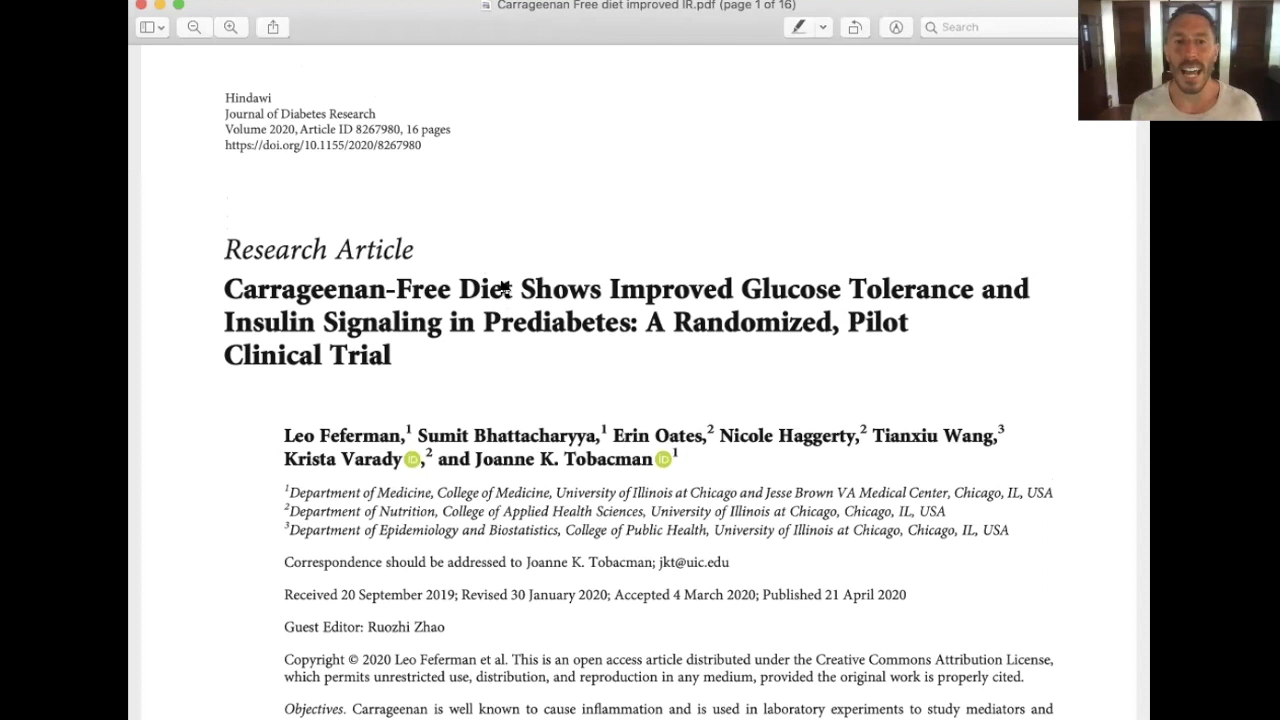 Carrageenan Free diet improved IR.pdf (page 1 of 16)
Search
Hindawi
Journal of Diabetes Research
Volume 2020, Article ID 8267980, 16 pages
https://doi.org/10.1155/2020/8267980
Research Article
Carrageenan-Free Diet Shows Improved Glucose Tolerance and
Insulin Signaling in Prediabetes: A Randomized, Pilot
Clinical Trial
Leo Feferman,1 Sumit Bhattacharyya,1 Erin Oates,2 Nicole Haggerty,2 Tianxiu Wang,3
Krista Varady iD,2 and Joanne K. Tobacman iD1
1Department of Medicine, College of Medicine, University of Illinois at Chicago and Jesse Brown VA Medical Center, Chicago, IL, USA
2Department of Nutrition, College of Applied Health Sciences, University of Illinois at Chicago, Chicago, IL, USA
3Department of Epidemiology and Biostatistics, College of Public Health, University of Illinois at Chicago, Chicago, IL, USA
Correspondence should be addressed to Joanne K. Tobacman; jkt@uic.edu
Received 20 September 2019; Revised 30 January 2020; Accepted 4 March 2020; Published 21 April 2020
Guest Editor: Ruozhi Zhao
Copyright © 2020 Leo Feferman et al. This is an open access article distributed under the Creative Commons Attribution License,
which permits unrestricted use, distribution, and reproduction in any medium, provided the original work is properly cited.
Objectives. Carrageenan is well known to cause inflammation and is used in laboratory experiments to study mediators and